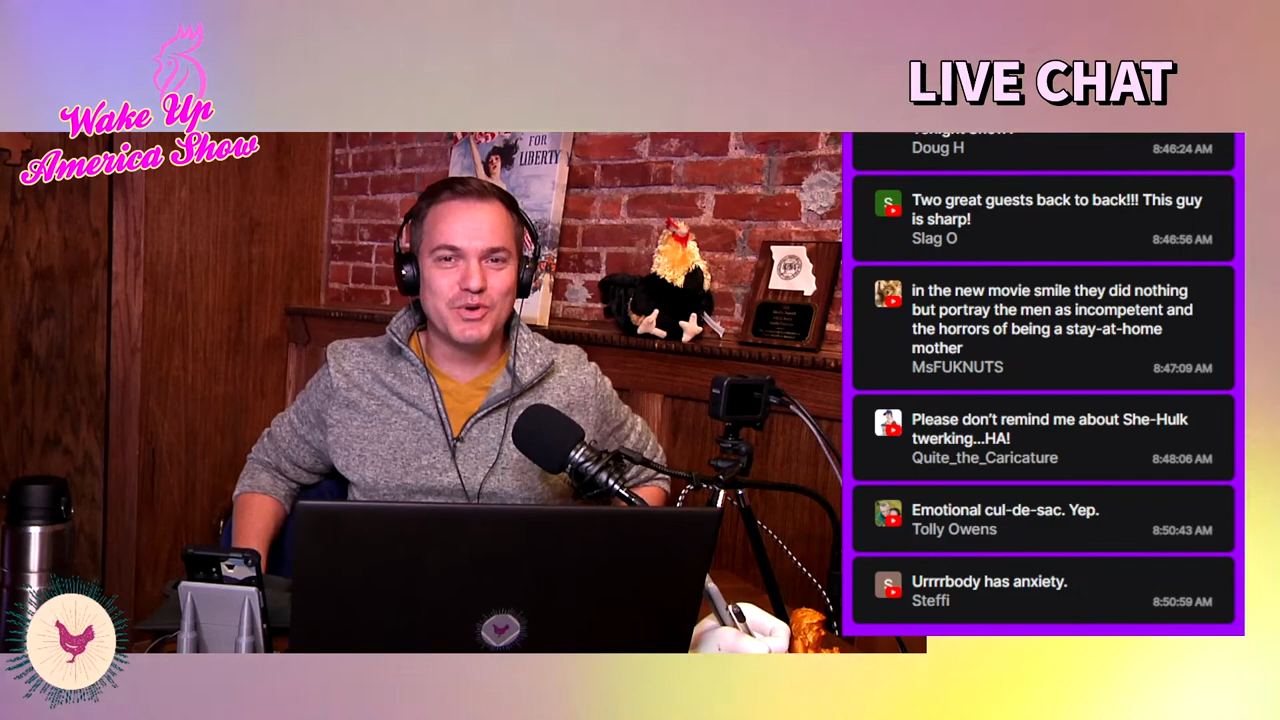 Wake Up
America Show
LIVE CHAT
FOR
LIBERTY
Doug H
8:46:24 AM
S
Two great guests back to back!!! This guy
is sharp!
Slag O
8:46:56 AM
in the new movie smile they did nothing
but portray the men as incompetent and
the horrors of being a stay-at-home
mother
MsFUKNUTS
8:47:09 AM
Please don't remind me about She-Hulk
twerking...HA!
Quite_the_Caricature
8:48:06 AM
Emotional cul-de-sac. Yep.
Tolly Owens
8:50:43 AM
S
Urrrrbody has anxiety.
Steffi
8:50:59 AM